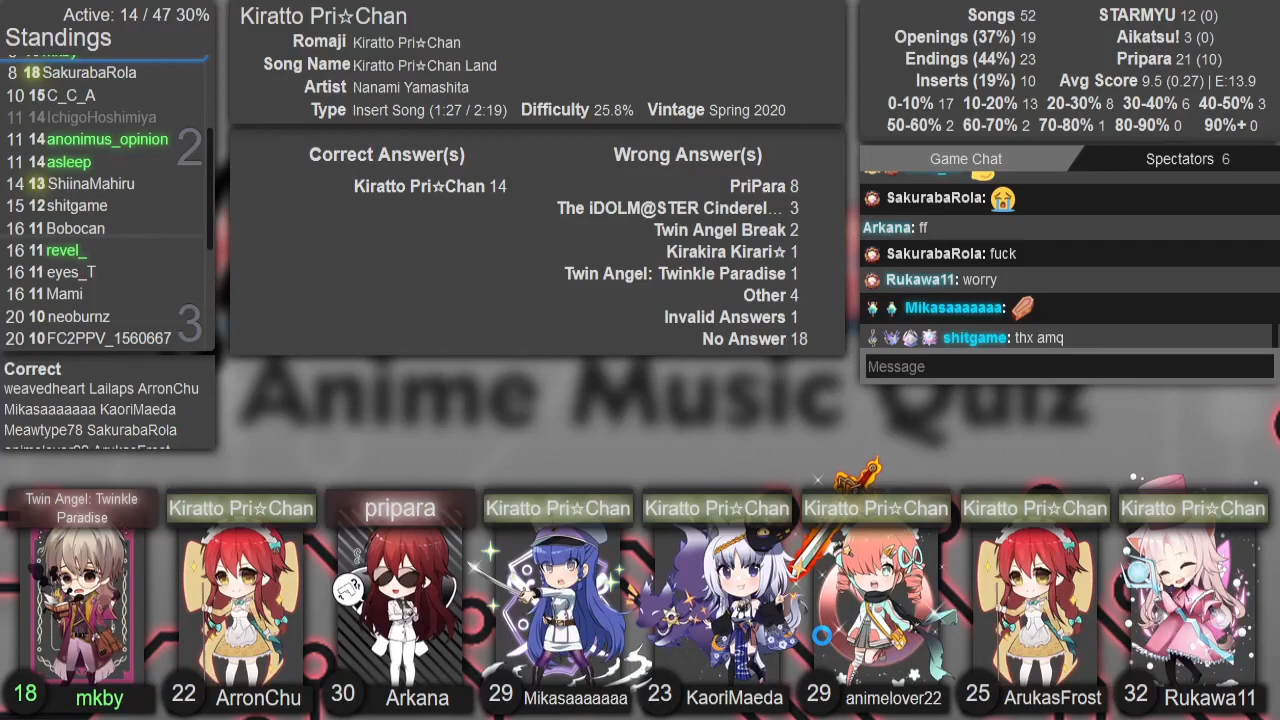 Active: 14 / 47 30%
Standings
8 18 SakurabaRola
10 15 C_C_A
11 14 IchigoHoshimiya
11 14 anonimus_opinion
2
11 14 asleep
14 13 ShiinaMahiru
15 12 shitgame
16 11 Bobocan
16 11 revel_
16 11 eyes_T
16 11 Mami
20 10 neoburnz
3
20 10 FC2PPV_1560667
Correct
weavedheart Lailaps ArronChu
Mikasaaaaaaa KaoriMaeda
Meawtype78 SakurabaRola
Kiratto Pri☆Chan
Romaji Kiratto Pri☆Chan
Song Name Kiratto Pri☆Chan Land
Artist Nanami Yamashita
Type Insert Song (1:27 / 2:19) Difficulty 25.8% Vintage Spring 2020
Correct Answer(s)
Kiratto Pri☆Chan 14
Wrong Answer(s)
PriPara 8
The iDOLM@STER Cinderel... 3
Twin Angel Break 2
Kirakira Kirari☆ 1
Twin Angel: Twinkle Paradise 1
Other 4
Invalid Answers 1
No Answer 18
Songs 52 STARMYU 12 (0)
Openings (37%) 19 Aikatsu! 3 (0)
Endings (44%) 23 Pripara 21 (10)
Inserts (19%) 10 Avg Score 9.5 (0.27) | E:13.9
0-10% 17 10-20% 13 20-30% 8 30-40% 6 40-50% 3
50-60% 2 60-70% 2 70-80% 1 80-90% 0 90%+ 0
Game Chat Spectators 6
SakurabaRola: 😭
Arkana: ff
SakurabaRola: fuck
Rukawa11: worry
Mikasaaaaaaa:
shitgame: thx amq
Message
Anime Music Quiz
Twin Angel: Twinkle
Paradise
Kiratto Pri☆Chan
pripara
Kiratto Pri☆Chan
Kiratto Pri☆Chan
Kiratto Pri☆Chan
Kiratto Pri☆Chan
Kiratto Pri☆Chan
18 mkby
22 ArronChu
30 Arkana
29 Mikasaaaaaaa
23 KaoriMaeda
29 animelover22
25 ArukasFrost
32 Rukawa11